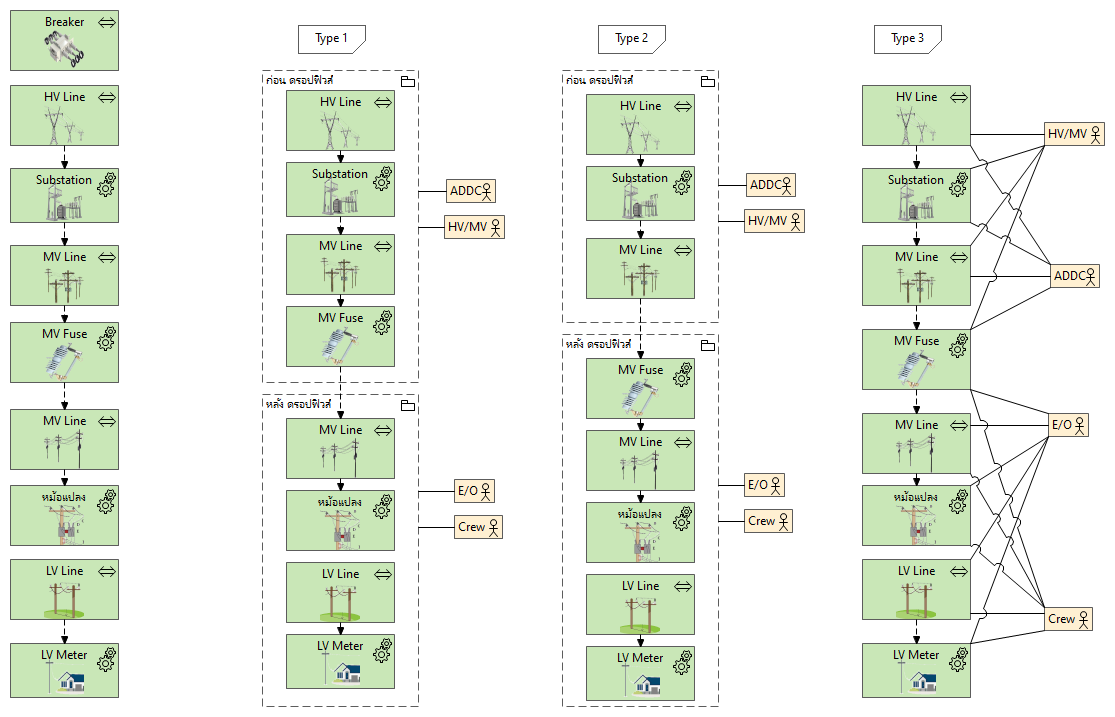 Breaker
HV Line
Substation
MV Line
MV Fuse
MV Line
หม้อแปลง
LV Line
LV Meter
Type 1
ก่อน ดรอปฟิวส์
HV Line
Substation
MV Line
MV Fuse
ADDC
HV/MV
หลัง ดรอปฟิวส์
MV Line
หม้อแปลง
LV Line
LV Meter
E/O
Crew
Type 2
ก่อน ดรอปฟิวส์
HV Line
Substation
MV Line
ADDC
HV/MV
หลัง ดรอปฟิวส์
MV Fuse
MV Line
หม้อแปลง
LV Line
LV Meter
E/O
Crew
Type 3
HV Line
Substation
MV Line
MV Fuse
MV Line
หม้อแปลง
LV Line
LV Meter
HV/MV
ADDC
E/O
Crew